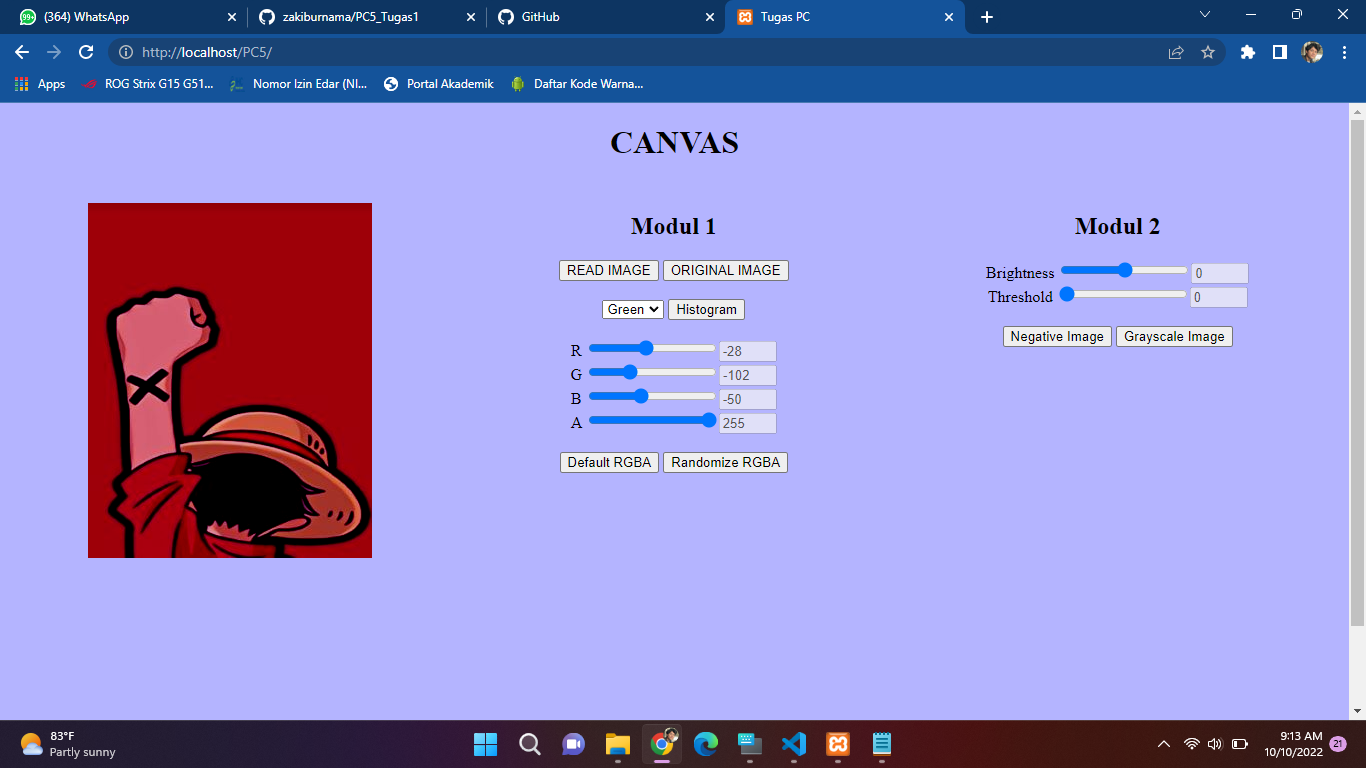 (364) WhatsApp
zakiburnama/PC5_Tugas1
GitHub
Tugas PC
http://localhost/PC5/
Apps
ROG Strix G15 G51...
Nomor Izin Edar (NI...
Portal Akademik
Daftar Kode Warna...
CANVAS
Modul 1
READ IMAGE ORIGINAL IMAGE
Green Histogram
R -28
G -102
B -50
A 255
Default RGBA Randomize RGBA
Modul 2
Brightness 0
Threshold 0
Negative Image Grayscale Image
83°F
Partly sunny
9:13 AM
10/10/2022
21